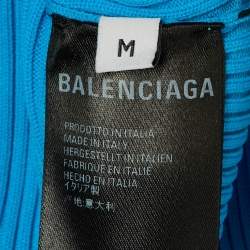 M
BALENCIAGA
PRODOTTO IN ITALIA
MADE IN ITALY
HERGESTELLT IN ITALIEN
FABRIQUÉ EN ITALIE
HECHO EN ITALIA
イタリア製
地:意大利